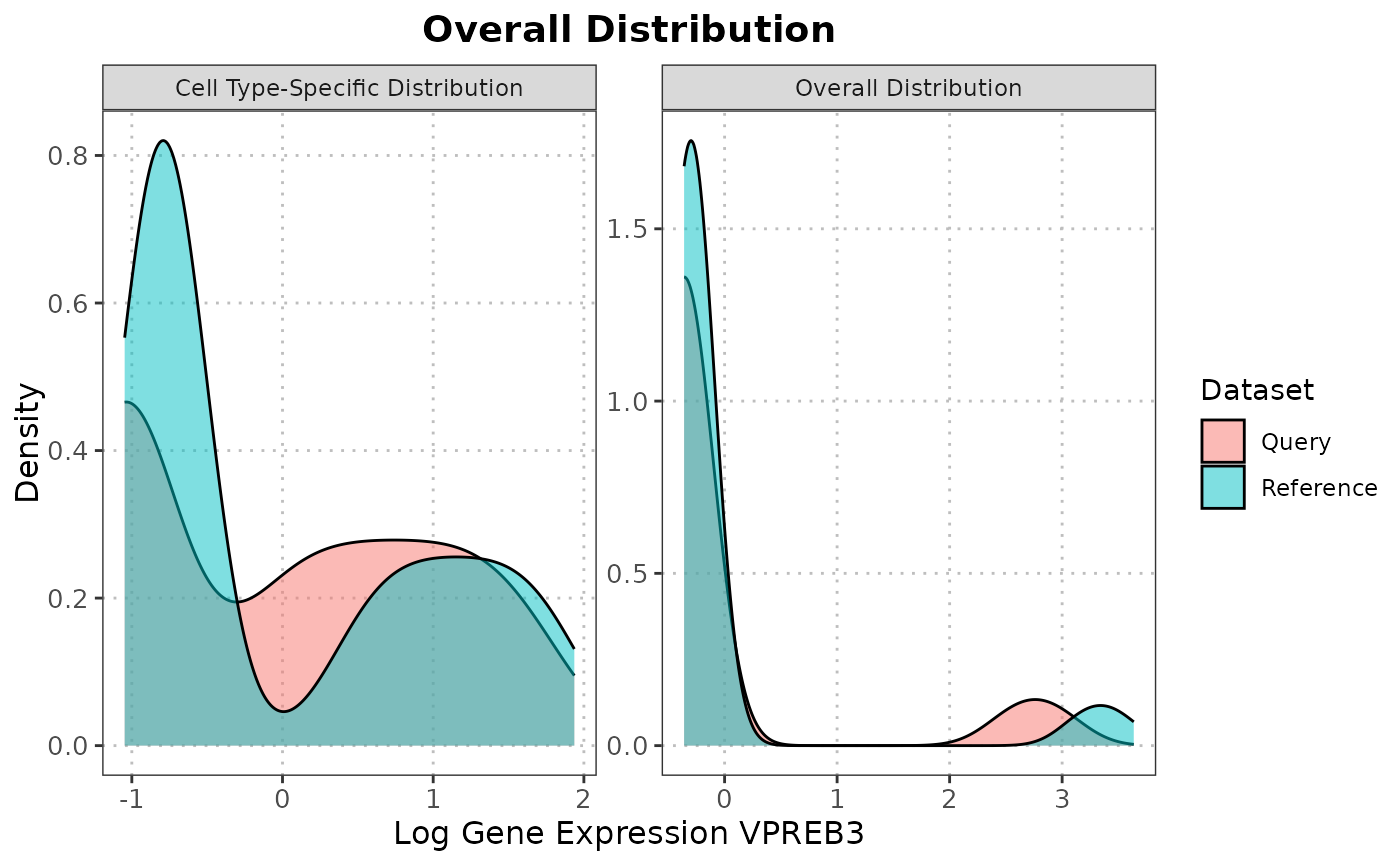 Overall Distribution
Cell Type-Specific Distribution
Overall Distribution
Density
0.8
0.6
0.4
0.2
0.0
-1 0 1 2
1.5
1.0
0.5
0.0
0 1 2 3
Log Gene Expression VPREB3
Dataset
Query
Reference